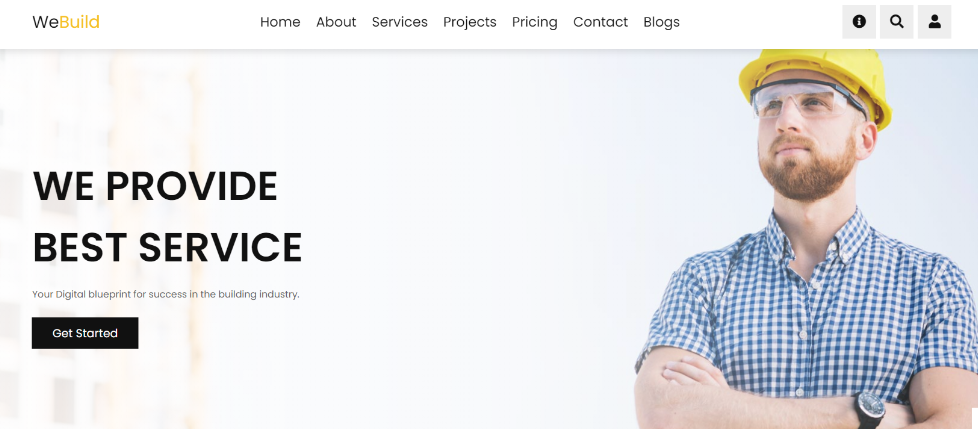 WeBuild
Home About Services Projects Pricing Contact Blogs
WE PROVIDE
BEST SERVICE
Your Digital blueprint for success in the building industry.
Get Started